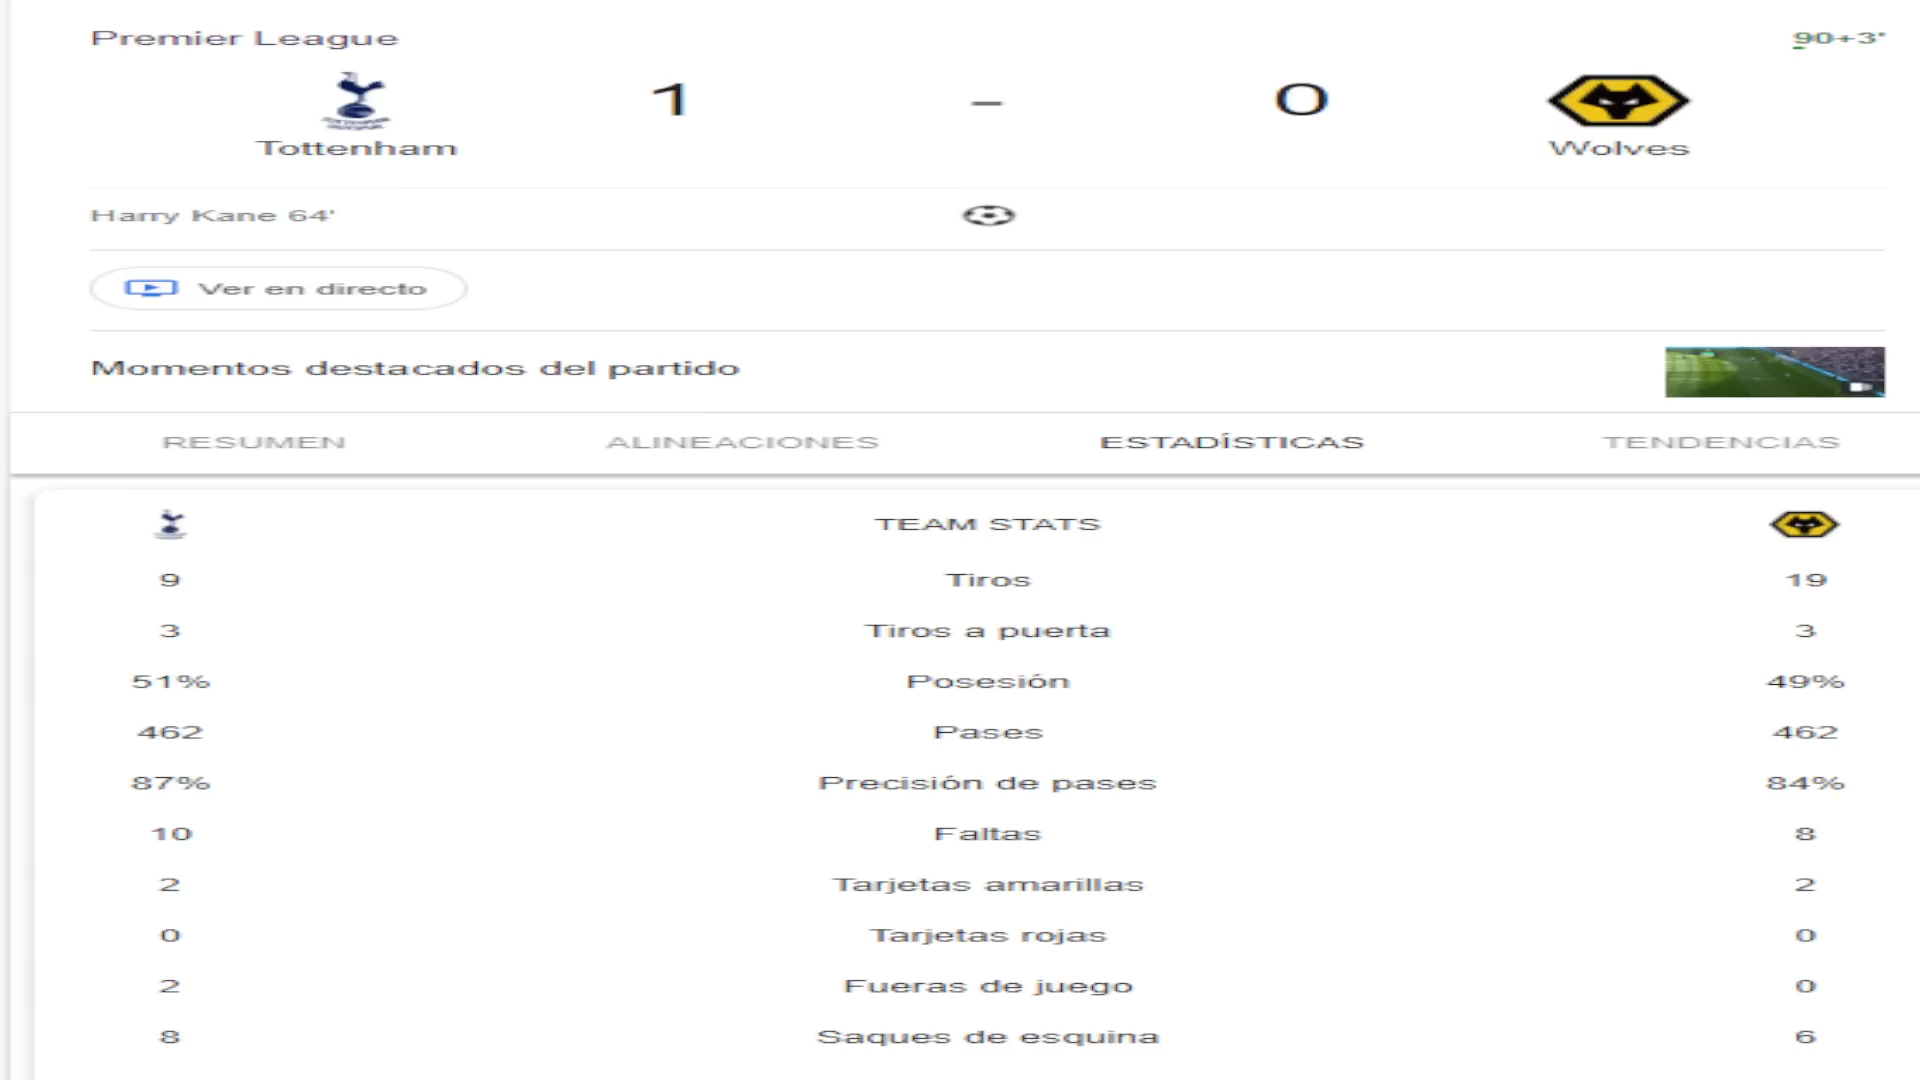 Premier League 90+3'
1 - 0
Tottenham Wolves
Harry Kane 64'
Ver en directo
Momentos destacados del partido
RESUMEN ALINEACIONES ESTADÍSTICAS TENDENCIAS
TEAM STATS
9 Tiros 19
3 Tiros a puerta 3
51% Posesión 49%
462 Pases 462
87% Precisión de pases 84%
10 Faltas 8
2 Tarjetas amarillas 2
0 Tarjetas rojas 0
2 Fueras de juego 0
8 Saques de esquina 6